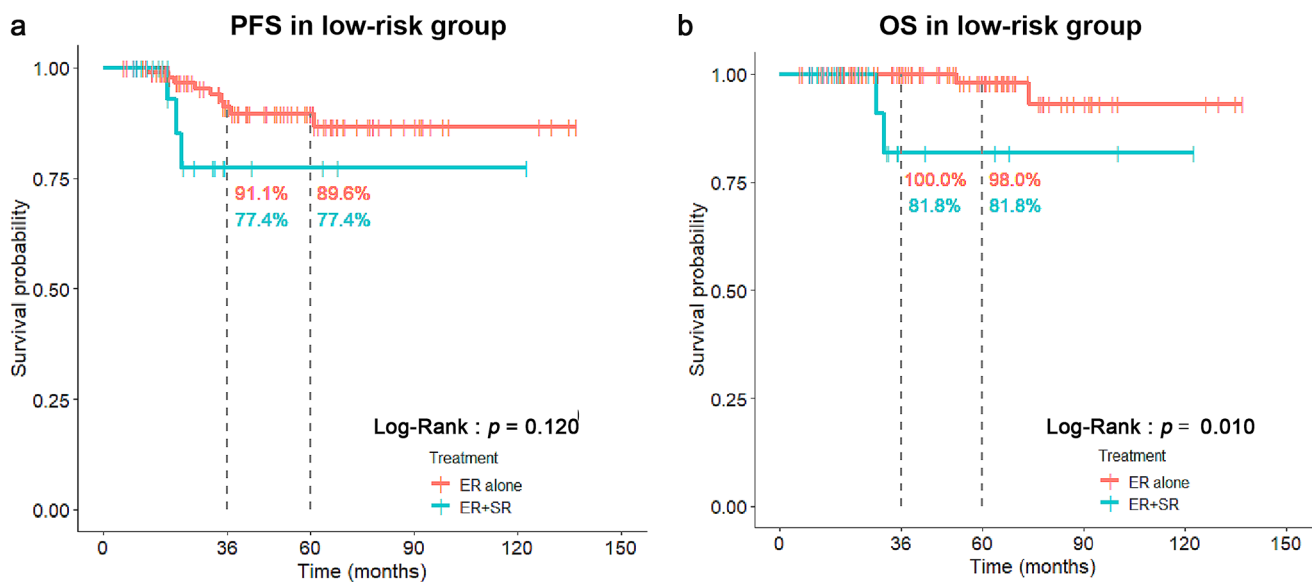 a
PFS in low-risk group
1.00
0.75
0.50
0.25
0.00
Survival probability
91.1%
89.6%
77.4%
77.4%
Log-Rank : p = 0.120
Treatment
ER alone
ER+SR
0
36
60
90
120
150
Time (months)
b
OS in low-risk group
1.00
0.75
0.50
0.25
0.00
Survival probability
100.0%
98.0%
81.8%
81.8%
Log-Rank : p = 0.010
Treatment
ER alone
ER+SR
0
36
60
90
120
150
Time (months)